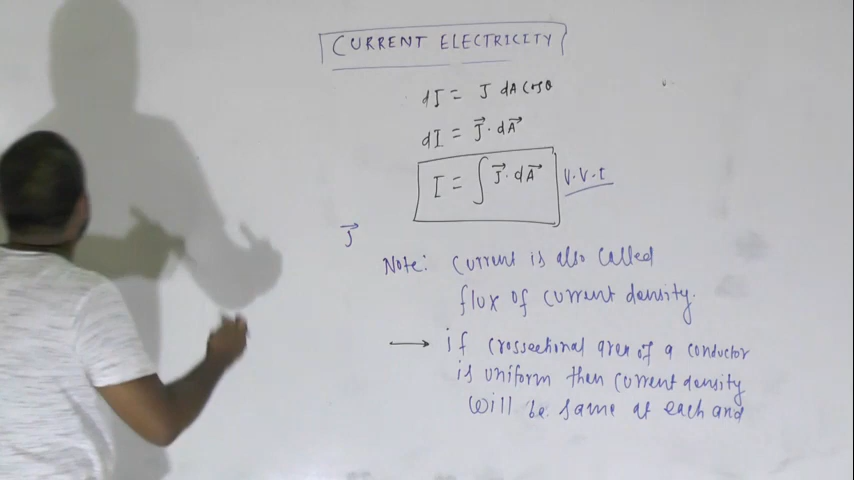 CURRENT ELECTRICITY
dI = J dA Cosθ
dI = J⃗ · dA⃗
I = ∫ J⃗ · dA⃗ V.V.I
J⃗
Note: Current is also called
flux of current density.
→ if crossectional area of a conductor
is uniform then current density
will be same at each and